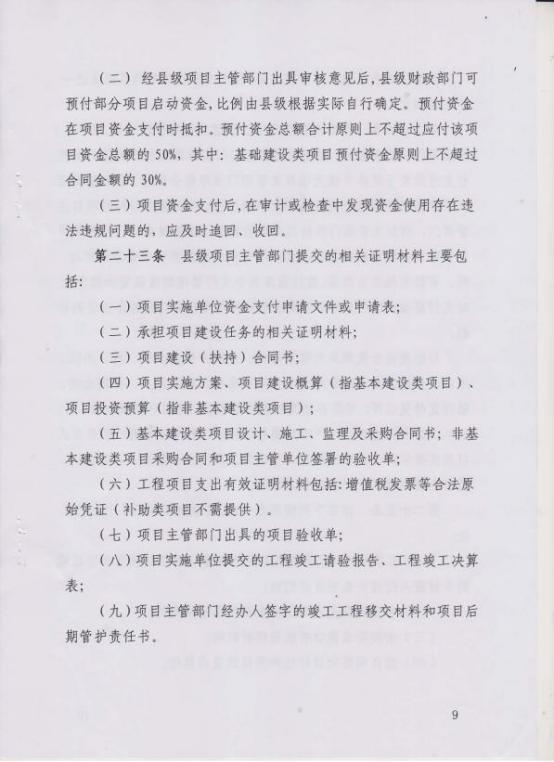 （二） 经县级项目主管部门出具审核意见后，县级财政部门可
预付部分项目启动资金，比例由县级根据实际自行确定。预付资金
在项目资金支付时抵扣。预付资金总额合计原则上不超过应付该项
目资金总额的 50%，其中：基础建设类项目预付资金原则上不超过
合同金额的 30%。
（三）项目资金支付后，在审计或检查中发现资金使用存在违
法违规问题的、应及时追回、收回。
第二十三条 县级项目主管部门提交的相关证明材料主要包
括：
（一）项目实施单位资金支付申请文件或申请表；
（二）承担项目建设任务的相关证明材料；
（三）项目建设（扶持）合同书；
（四）项目实施方案、项目建设概算（指基本建设类项目）、
项目投资预算（指非基本建设类项目）；
（五）基本建设类项目设计、施工、监理及采购合同书；非基
本建设类项目采购合同和项目主管单位签署的验收单；
（六）工程项目支出有效证明材料包括：增值税发票等合法原
始凭证（补助类项目不需提供）。
（七）项目主管部门出具的项目验收单；
（八）项目实施单位提交的工程竣工请验报告、工程竣工决算
表；
（九）项目主管部门经办人签字的竣工工程移交材料和项目后
期管护责任书。
9